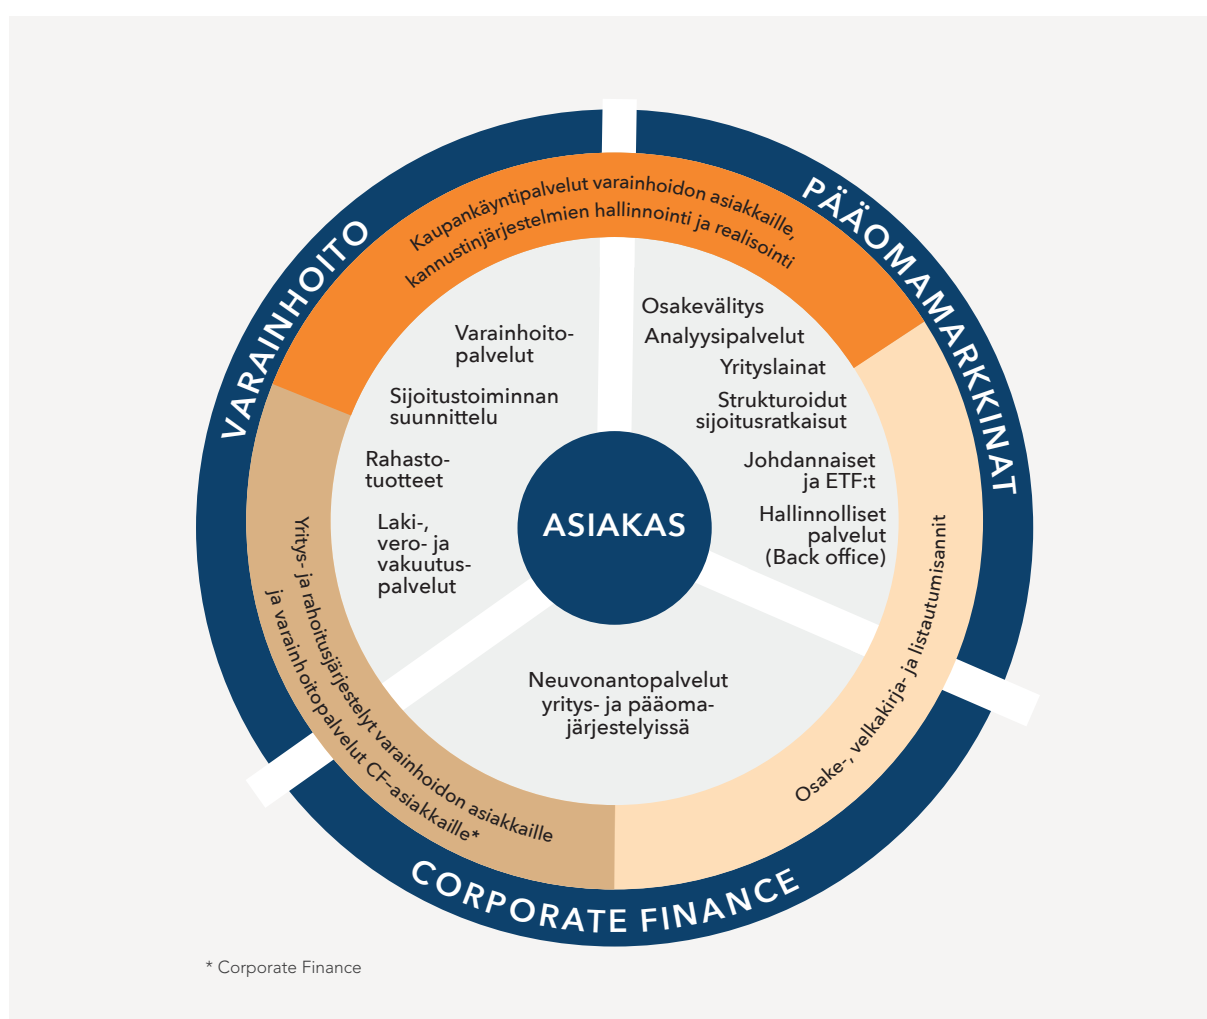 VARAINHOITO
PÄÄOMAMARKKINAT
CORPORATE FINANCE
Kaupankäyntipalvelut varainhoidon asiakkaille,
kannustinjärjestelmien hallinnointi ja realisointi
Osake-, velkakirja- ja listautumisannit
Yritys- ja rahoitusjärjestelyt varainhoidon asiakkaille
ja varainhoitopalvelut CF-asiakkaille*
Varainhoito-
palvelut
Sijoitustoiminnan
suunnittelu
Rahasto-
tuotteet
Laki-,
vero- ja
vakuutus-
palvelut
Osakevälitys
Analyysipalvelut
Yrityslainat
Strukturoidut
sijoitusratkaisut
Johdannaiset
ja ETF:t
Hallinnolliset
palvelut
(Back office)
ASIAKAS
Neuvonantopalvelut
yritys- ja pääoma-
järjestelyissä
* Corporate Finance